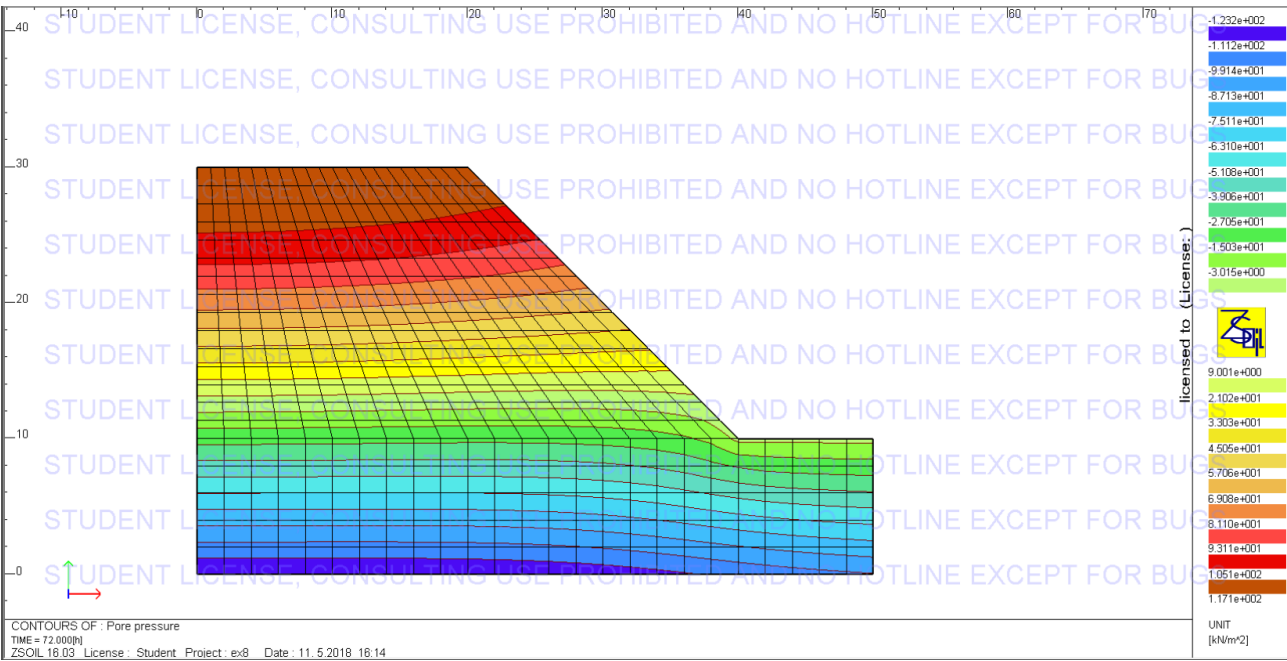 -10 0 10 20 30 40 50 60 70
40
STUDENT LICENSE, CONSULTING USE PROHIBITED AND NO HOTLINE EXCEPT FOR BUGS
STUDENT LICENSE, CONSULTING USE PROHIBITED AND NO HOTLINE EXCEPT FOR BUGS
STUDENT LICENSE, CONSULTING USE PROHIBITED AND NO HOTLINE EXCEPT FOR BUGS
30
STUDENT LICENSE, CONSULTING USE PROHIBITED AND NO HOTLINE EXCEPT FOR BUGS
STUDENT LICENSE, CONSULTING USE PROHIBITED AND NO HOTLINE EXCEPT FOR BUGS
20
STUDENT LICENSE, CONSULTING USE PROHIBITED AND NO HOTLINE EXCEPT FOR BUGS
STUDENT LICENSE, CONSULTING USE PROHIBITED AND NO HOTLINE EXCEPT FOR BUGS
STUDENT LICENSE, CONSULTING USE PROHIBITED AND NO HOTLINE EXCEPT FOR BUGS
10
STUDENT LICENSE, CONSULTING USE PROHIBITED AND NO HOTLINE EXCEPT FOR BUGS
STUDENT LICENSE, CONSULTING USE PROHIBITED AND NO HOTLINE EXCEPT FOR BUGS
0
STUDENT LICENSE, CONSULTING USE PROHIBITED AND NO HOTLINE EXCEPT FOR BUGS
licensed to (License: )
-1.232e+002
-1.112e+002
-9.914e+001
-8.713e+001
-7.511e+001
-6.310e+001
-5.108e+001
-3.906e+001
-2.705e+001
-1.503e+001
-3.015e+000
ZSoil
9.001e+000
2.102e+001
3.303e+001
4.505e+001
5.706e+001
6.908e+001
8.110e+001
9.311e+001
1.051e+002
1.171e+002
UNIT
[kN/m^2]
CONTOURS OF : Pore pressure
TIME = 72.000[h]
ZSOIL 16.03 License : Student Project : ex8 Date : 11. 5.2018 16:14